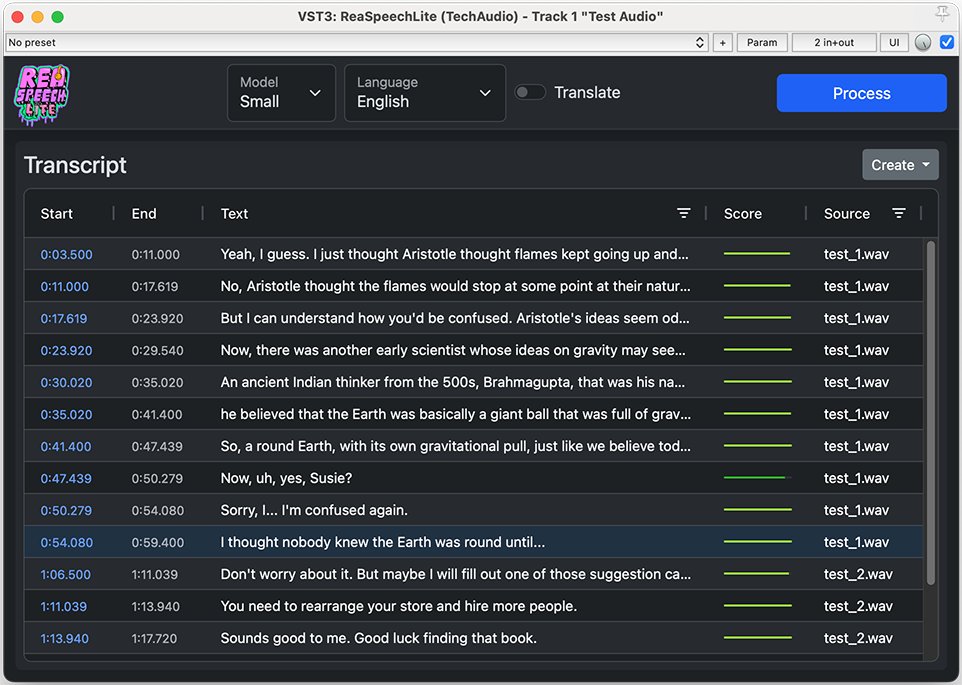 VST3: ReaSpeechLite (TechAudio) - Track 1 "Test Audio"
No preset + Param 2 in+out UI
REA
SPEECH
LITE
Model
Small
Language
English
Translate
Process
Transcript
Create
Start End Text Score Source
0:03.500 0:11.000 Yeah, I guess. I just thought Aristotle thought flames kept going up and... test_1.wav
0:11.000 0:17.619 No, Aristotle thought the flames would stop at some point at their natur... test_1.wav
0:17.619 0:23.920 But I can understand how you'd be confused. Aristotle's ideas seem od... test_1.wav
0:23.920 0:29.540 Now, there was another early scientist whose ideas on gravity may see... test_1.wav
0:30.020 0:35.020 An ancient Indian thinker from the 500s, Brahmagupta, that was his na... test_1.wav
0:35.020 0:41.400 he believed that the Earth was basically a giant ball that was full of grav... test_1.wav
0:41.400 0:47.439 So, a round Earth, with its own gravitational pull, just like we believe tod... test_1.wav
0:47.439 0:50.279 Now, uh, yes, Susie? test_1.wav
0:50.279 0:54.080 Sorry, I... I'm confused again. test_1.wav
0:54.080 0:59.400 I thought nobody knew the Earth was round until... test_1.wav
1:06.500 1:11.039 Don't worry about it. But maybe I will fill out one of those suggestion ca... test_2.wav
1:11.039 1:13.940 You need to rearrange your store and hire more people. test_2.wav
1:13.940 1:17.720 Sounds good to me. Good luck finding that book. test_2.wav